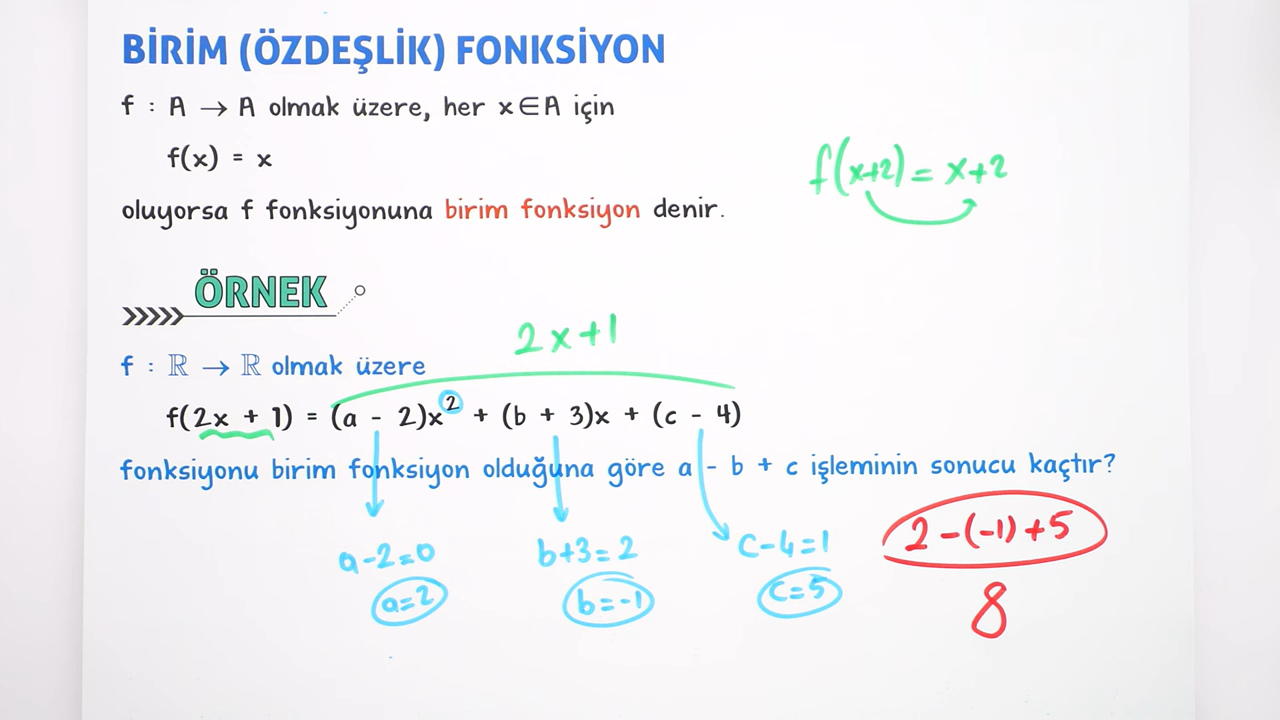 BİRİM (ÖZDEŞLİK) FONKSİYON
f : A → A olmak üzere, her x∈A için
f(x) = x
f(x+2) = x+2
oluyorsa f fonksiyonuna birim fonksiyon denir.
ÖRNEK
2x+1
f : ℝ → ℝ olmak üzere
f(2x + 1) = (a - 2)x² + (b + 3)x + (c - 4)
fonksiyonu birim fonksiyon olduğuna göre a - b + c işleminin sonucu kaçtır?
a-2=0
b+3=2
c-4=1
2-(-1)+5
a=2
b=-1
c=5
8